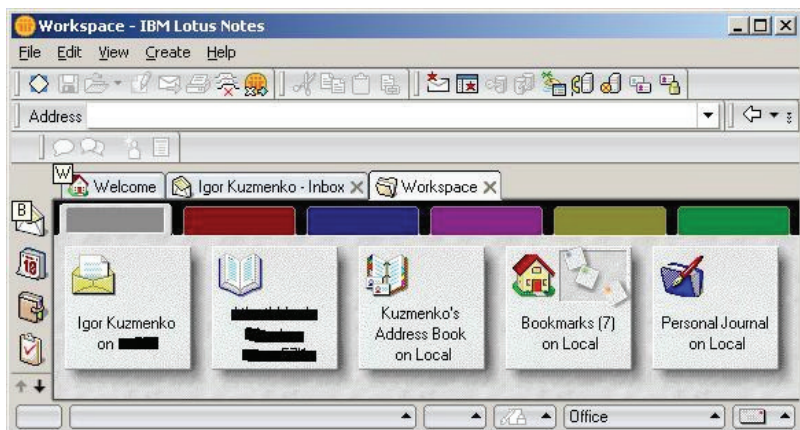 Workspace - IBM Lotus Notes
File Edit View Create Help
Address
W
Welcome Igor Kuzmenko - Inbox Workspace
B
18
Igor Kuzmenko
on
Kuzmenko's
Address Book
on Local
Bookmarks (7)
on Local
Personal Journal
on Local
Office